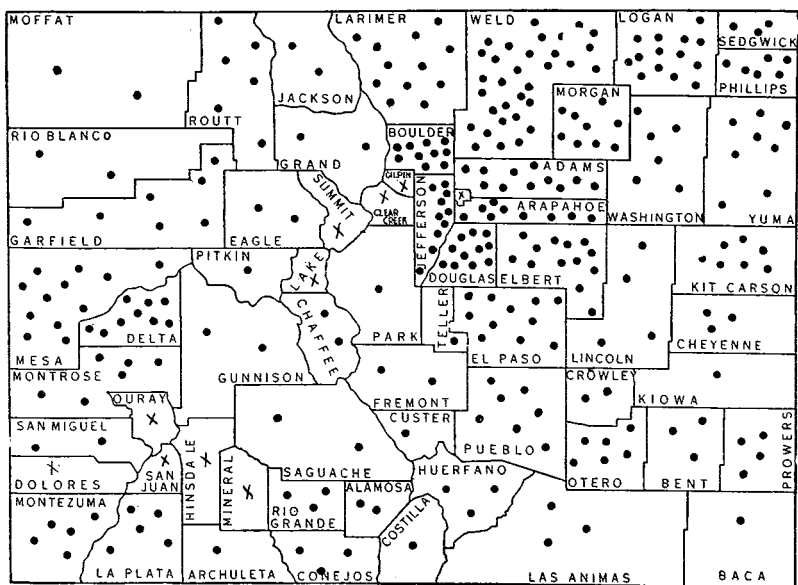 MOFFAT
LARIMER
WELD
LOGAN
SEDGWICK
PHILLIPS
JACKSON
ROUTT
MORGAN
RIO BLANCO
BOULDER
GRAND
ADAMS
GILPIN
SUMMIT
CLEAR CREEK
JEFFERSON
ARAPAHOE
WASHINGTON
YUMA
GARFIELD
EAGLE
PITKIN
LAKE
DOUGLAS
ELBERT
KIT CARSON
DELTA
CHAFFEE
PARK
TELLER
EL PASO
LINCOLN
CHEYENNE
MESA
MONTROSE
GUNNISON
OURAY
FREMONT
CROWLEY
KIOWA
SAN MIGUEL
CUSTER
PUEBLO
PROWERS
DOLORES
SAN JUAN
HINSDALE
MINERAL
SAGUACHE
HUERFANO
OTERO
BENT
MONTEZUMA
RIO GRANDE
ALAMOSA
COSTILLA
LA PLATA
ARCHULETA
CONEJOS
LAS ANIMAS
BACA